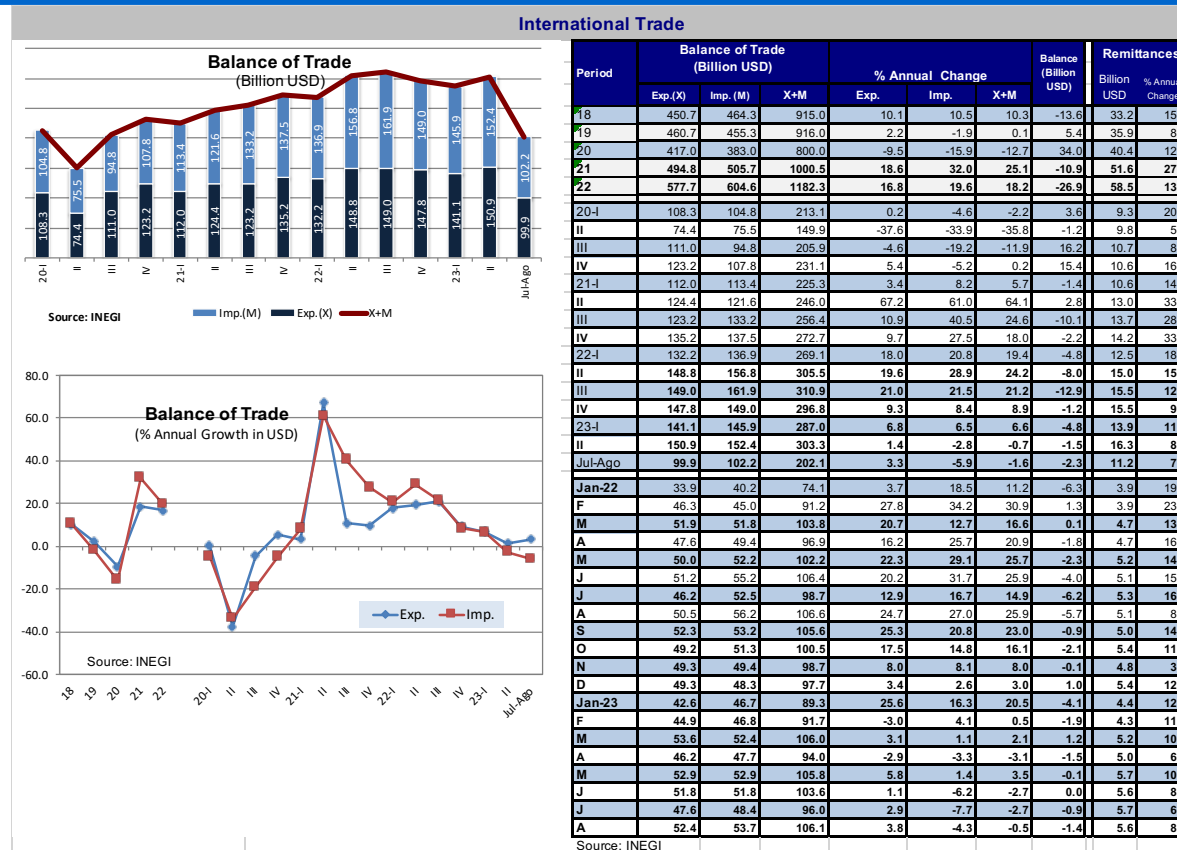 International Trade
Balance of Trade
(Billion USD)
104.8 75.5 94.8 107.8 113.4 121.6 133.2 137.5 136.9 156.8 161.9 149.0 145.9 152.4 102.2
108.3 74.4 111.0 123.2 112.0 124.4 123.2 135.2 132.2 148.8 149.0 147.8 141.1 150.9 99.9
20-I II III IV 21-I II III IV 22-I II III IV 23-I II Jul-Ago
Source: INEGI Imp.(M) Exp.(X) X+M
80.0
60.0
40.0
20.0
0.0
-20.0
-40.0
-60.0
Balance of Trade
(% Annual Growth in USD)
Exp. Imp.
Source: INEGI
18 19 20 21 22 20-I II III IV 21-I II III IV 22-I II III IV 23-I II Jul-Ago
Period Balance of Trade (Billion USD) % Annual Change Balance (Billion USD) Remittances
Exp.(X) Imp. (M) X+M Exp. Imp. X+M Billion USD % Annua Change
18 450.7 464.3 915.0 10.1 10.5 10.3 -13.6 33.2 15
19 460.7 455.3 916.0 2.2 -1.9 0.1 5.4 35.9 8
20 417.0 383.0 800.0 -9.5 -15.9 -12.7 34.0 40.4 12
21 494.8 505.7 1000.5 18.6 32.0 25.1 -10.9 51.6 27
22 577.7 604.6 1182.3 16.8 19.6 18.2 -26.9 58.5 13
20-I 108.3 104.8 213.1 0.2 -4.6 -2.2 3.6 9.3 20
II 74.4 75.5 149.9 -37.6 -33.9 -35.8 -1.2 9.8 5
III 111.0 94.8 205.9 -4.6 -19.2 -11.9 16.2 10.7 8
IV 123.2 107.8 231.1 5.4 -5.2 0.2 15.4 10.6 16
21-I 112.0 113.4 225.3 3.4 8.2 5.7 -1.4 10.6 14
II 124.4 121.6 246.0 67.2 61.0 64.1 2.8 13.0 33
III 123.2 133.2 256.4 10.9 40.5 24.6 -10.1 13.7 28
IV 135.2 137.5 272.7 9.7 27.5 18.0 -2.2 14.2 33
22-I 132.2 136.9 269.1 18.0 20.8 19.4 -4.8 12.5 18
II 148.8 156.8 305.5 19.6 28.9 24.2 -8.0 15.0 15
III 149.0 161.9 310.9 21.0 21.5 21.2 -12.9 15.5 12
IV 147.8 149.0 296.8 9.3 8.4 8.9 -1.2 15.5 9
23-I 141.1 145.9 287.0 6.8 6.5 6.6 -4.8 13.9 11
II 150.9 152.4 303.3 1.4 -2.8 -0.7 -1.5 16.3 8
Jul-Ago 99.9 102.2 202.1 3.3 -5.9 -1.6 -2.3 11.2 7
Jan-22 33.9 40.2 74.1 3.7 18.5 11.2 -6.3 3.9 19
F 46.3 45.0 91.2 27.8 34.2 30.9 1.3 3.9 23
M 51.9 51.8 103.8 20.7 12.7 16.6 0.1 4.7 13
A 47.6 49.4 96.9 16.2 25.7 20.9 -1.8 4.7 16
M 50.0 52.2 102.2 22.3 29.1 25.7 -2.3 5.2 14
J 51.2 55.2 106.4 20.2 31.7 25.9 -4.0 5.1 15
J 46.2 52.5 98.7 12.9 16.7 14.9 -6.2 5.3 16
A 50.5 56.2 106.6 24.7 27.0 25.9 -5.7 5.1 8
S 52.3 53.2 105.6 25.3 20.8 23.0 -0.9 5.0 14
O 49.2 51.3 100.5 17.5 14.8 16.1 -2.1 5.4 11
N 49.3 49.4 98.7 8.0 8.1 8.0 -0.1 4.8 3
D 49.3 48.3 97.7 3.4 2.6 3.0 1.0 5.4 12
Jan-23 42.6 46.7 89.3 25.6 16.3 20.5 -4.1 4.4 12
F 44.9 46.8 91.7 -3.0 4.1 0.5 -1.9 4.3 11
M 53.6 52.4 106.0 3.1 1.1 2.1 1.2 5.2 10
A 46.2 47.7 94.0 -2.9 -3.3 -3.1 -1.5 5.0 6
M 52.9 52.9 105.8 5.8 1.4 3.5 -0.1 5.7 10
J 51.8 51.8 103.6 1.1 -6.2 -2.7 0.0 5.6 8
J 47.6 48.4 96.0 2.9 -7.7 -2.7 -0.9 5.7 6
A 52.4 53.7 106.1 3.8 -4.3 -0.5 -1.4 5.6 8
Source: INEGI